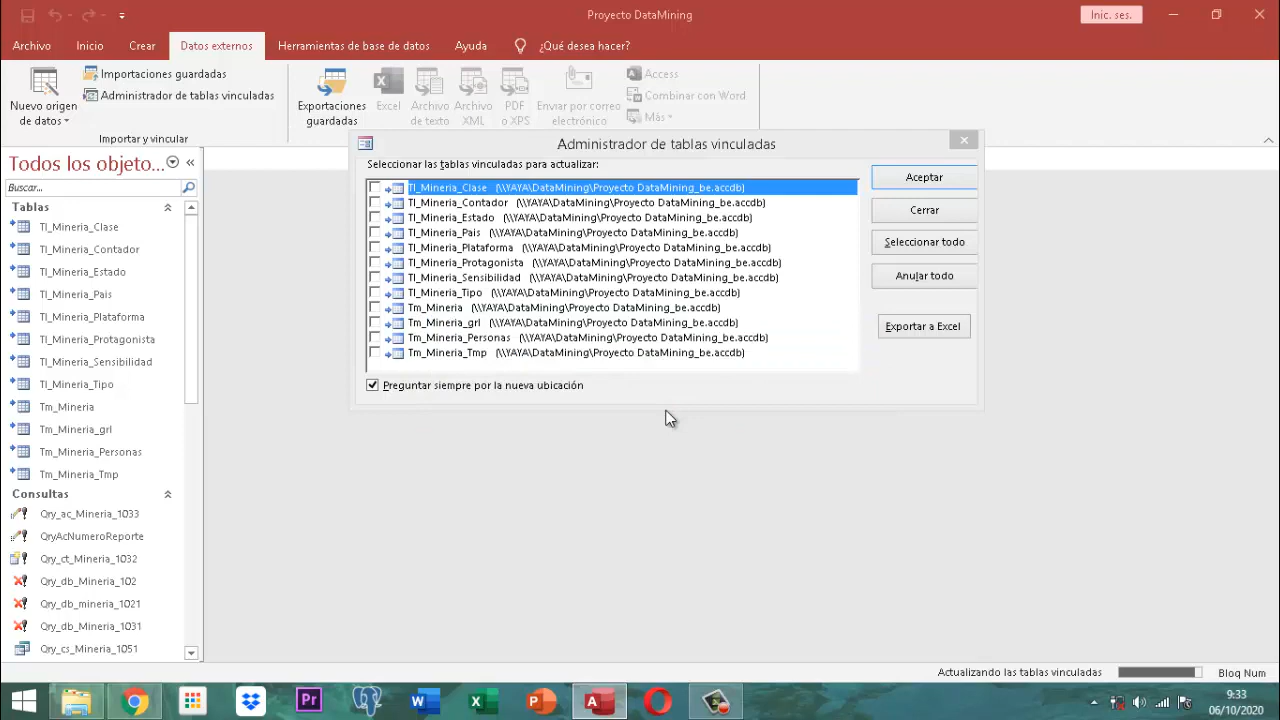 Proyecto DataMining
Inic. ses.
Archivo
Inicio
Crear
Datos externos
Herramientas de base de datos
Ayuda
¿Qué desea hacer?
Nuevo origen
de datos
Importaciones guardadas
Administrador de tablas vinculadas
Importar y vincular
Exportaciones
guardadas
Excel
Archivo
de texto
Archivo
XML
PDF
o XPS
Enviar por correo
electrónico
Access
Combinar con Word
Más
Todos los objeto...
Buscar...
Tablas
Tl_Mineria_Clase
Tl_Mineria_Contador
Tl_Mineria_Estado
Tl_Mineria_Pais
Tl_Mineria_Plataforma
Tl_Mineria_Protagonista
Tl_Mineria_Sensibilidad
Tl_Mineria_Tipo
Tm_Mineria
Tm_Mineria_grl
Tm_Mineria_Personas
Tm_Mineria_Tmp
Consultas
Qry_ac_Mineria_1033
QryAcNumeroReporte
Qry_ct_Mineria_1032
Qry_db_Mineria_102
Qry_db_mineria_1021
Qry_db_Mineria_1031
Qry_cs_Mineria_1051
Administrador de tablas vinculadas
Seleccionar las tablas vinculadas para actualizar:
Tl_Mineria_Clase (\\YAYA\DataMining\Proyecto DataMining_be.accdb)
Tl_Mineria_Contador (\\YAYA\DataMining\Proyecto DataMining_be.accdb)
Tl_Mineria_Estado (\\YAYA\DataMining\Proyecto DataMining_be.accdb)
Tl_Mineria_Pais (\\YAYA\DataMining\Proyecto DataMining_be.accdb)
Tl_Mineria_Plataforma (\\YAYA\DataMining\Proyecto DataMining_be.accdb)
Tl_Mineria_Protagonista (\\YAYA\DataMining\Proyecto DataMining_be.accdb)
Tl_Mineria_Sensibilidad (\\YAYA\DataMining\Proyecto DataMining_be.accdb)
Tl_Mineria_Tipo (\\YAYA\DataMining\Proyecto DataMining_be.accdb)
Tm_Mineria (\\YAYA\DataMining\Proyecto DataMining_be.accdb)
Tm_Mineria_grl (\\YAYA\DataMining\Proyecto DataMining_be.accdb)
Tm_Mineria_Personas (\\YAYA\DataMining\Proyecto DataMining_be.accdb)
Tm_Mineria_Tmp (\\YAYA\DataMining\Proyecto DataMining_be.accdb)
Preguntar siempre por la nueva ubicación
Aceptar
Cerrar
Seleccionar todo
Anular todo
Exportar a Excel
Actualizando las tablas vinculadas
Bloq Num
Pr
9:33
06/10/2020